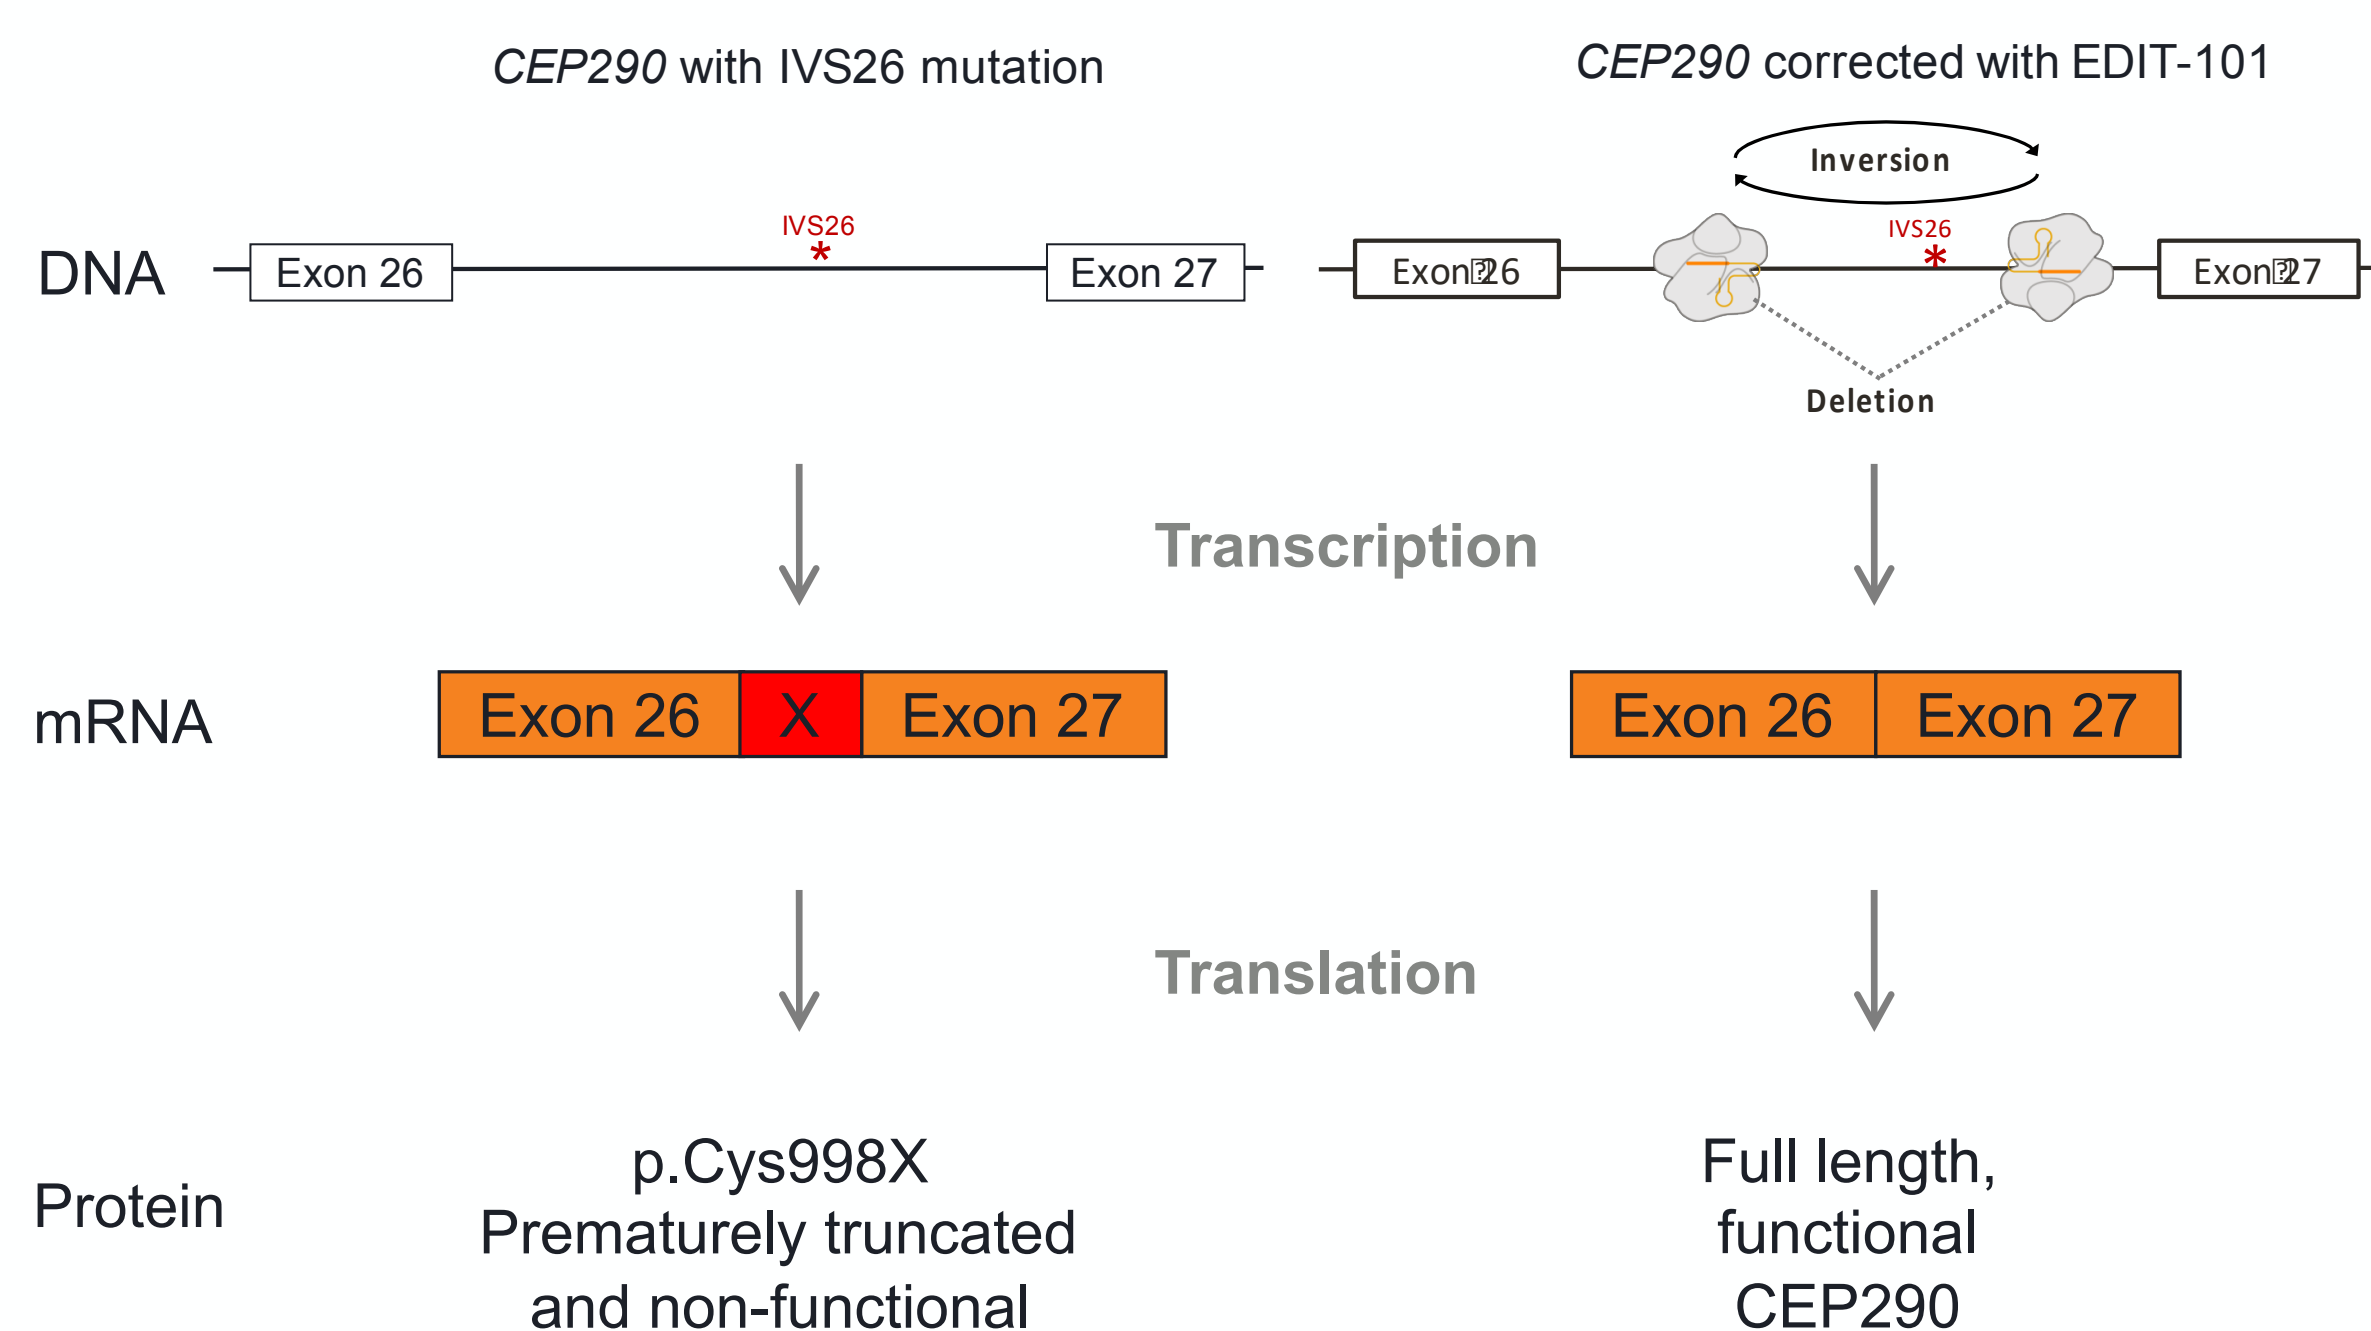 CEP290 with IVS26 mutation
CEP290 corrected with EDIT-101
Inversion
DNA
Exon 26
IVS26
*
Exon 27
Exon�26
IVS26
*
Exon�27
Deletion
Transcription
mRNA
Exon 26
X
Exon 27
Exon 26
Exon 27
Translation
Protein
p.Cys998X
Prematurely truncated
and non-functional
Full length,
functional
CEP290